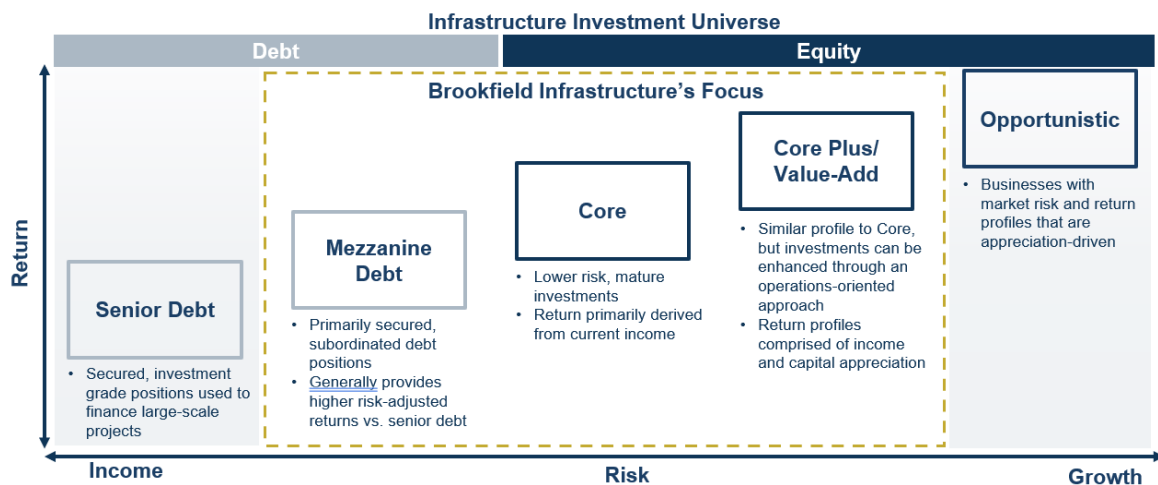 Infrastructure Investment Universe
Debt
Equity
Brookfield Infrastructure's Focus
Return
Senior Debt
• Secured, investment
grade positions used to
finance large-scale
projects
Mezzanine
Debt
• Primarily secured,
subordinated debt
positions
• Generally provides
higher risk-adjusted
returns vs. senior debt
Core
• Lower risk, mature
investments
• Return primarily derived
from current income
Core Plus/
Value-Add
• Similar profile to Core,
but investments can be
enhanced through an
operations-oriented
approach
• Return profiles
comprised of income
and capital appreciation
Opportunistic
• Businesses with
market risk and return
profiles that are
appreciation-driven
Income
Risk
Growth